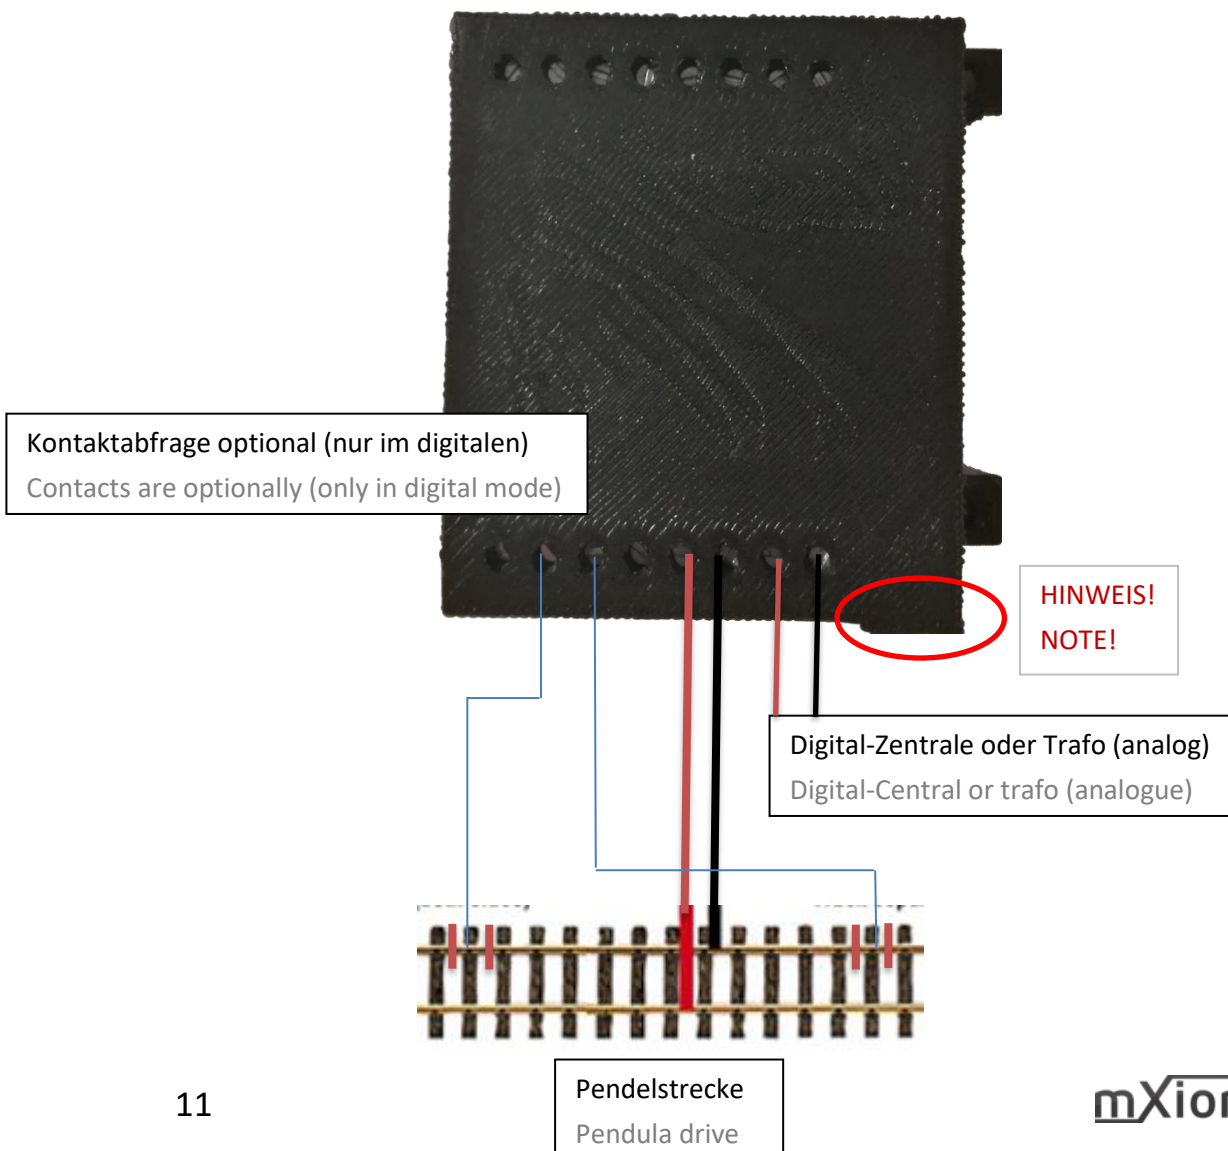 Kontaktabfrage optional (nur im digitalen)
Contacts are optionally (only in digital mode)
HINWEIS!
NOTE!
Digital-Zentrale oder Trafo (analog)
Digital-Central or trafo (analogue)
Pendelstrecke
Pendula drive
11
mXion